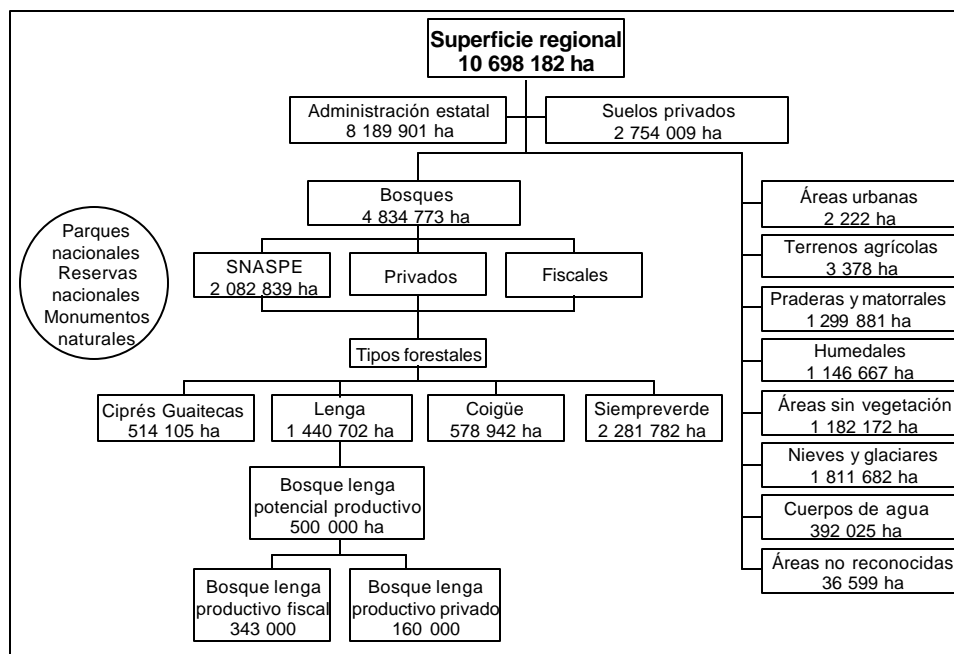 Superficie regional
10 698 182 ha
Administración estatal
8 189 901 ha
Suelos privados
2 754 009 ha
Bosques
4 834 773 ha
Parques
nacionales
Reservas
nacionales
Monumentos
naturales
SNASPE
2 082 839 ha
Privados
Fiscales
Tipos forestales
Ciprés Guaitecas
514 105 ha
Lenga
1 440 702 ha
Coigüe
578 942 ha
Siempreverde
2 281 782 ha
Bosque lenga
potencial productivo
500 000 ha
Bosque lenga
productivo fiscal
343 000
Bosque lenga
productivo privado
160 000
Áreas urbanas
2 222 ha
Terrenos agrícolas
3 378 ha
Praderas y matorrales
1 299 881 ha
Humedales
1 146 667 ha
Áreas sin vegetación
1 182 172 ha
Nieves y glaciares
1 811 682 ha
Cuerpos de agua
392 025 ha
Áreas no reconocidas
36 599 ha